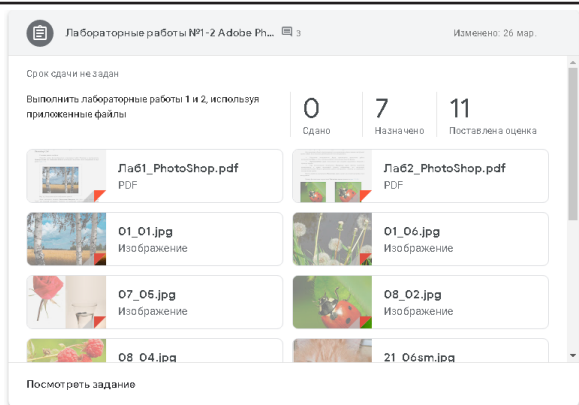 Лабораторные работы №1-2 Adobe Ph... 3 Изменено: 26 мар.
Срок сдачи не задан
Выполнить лабораторные работы 1 и 2, используя
приложенные файлы
0 7 11
Сдано Назначено Поставлена оценка
Лаб1_PhotoShop.pdf
PDF
Лаб2_PhotoShop.pdf
PDF
01_01.jpg
Изображение
01_06.jpg
Изображение
07_05.jpg
Изображение
08_02.jpg
Изображение
08_04.jpg
21_06sm.jpg
Посмотреть задание